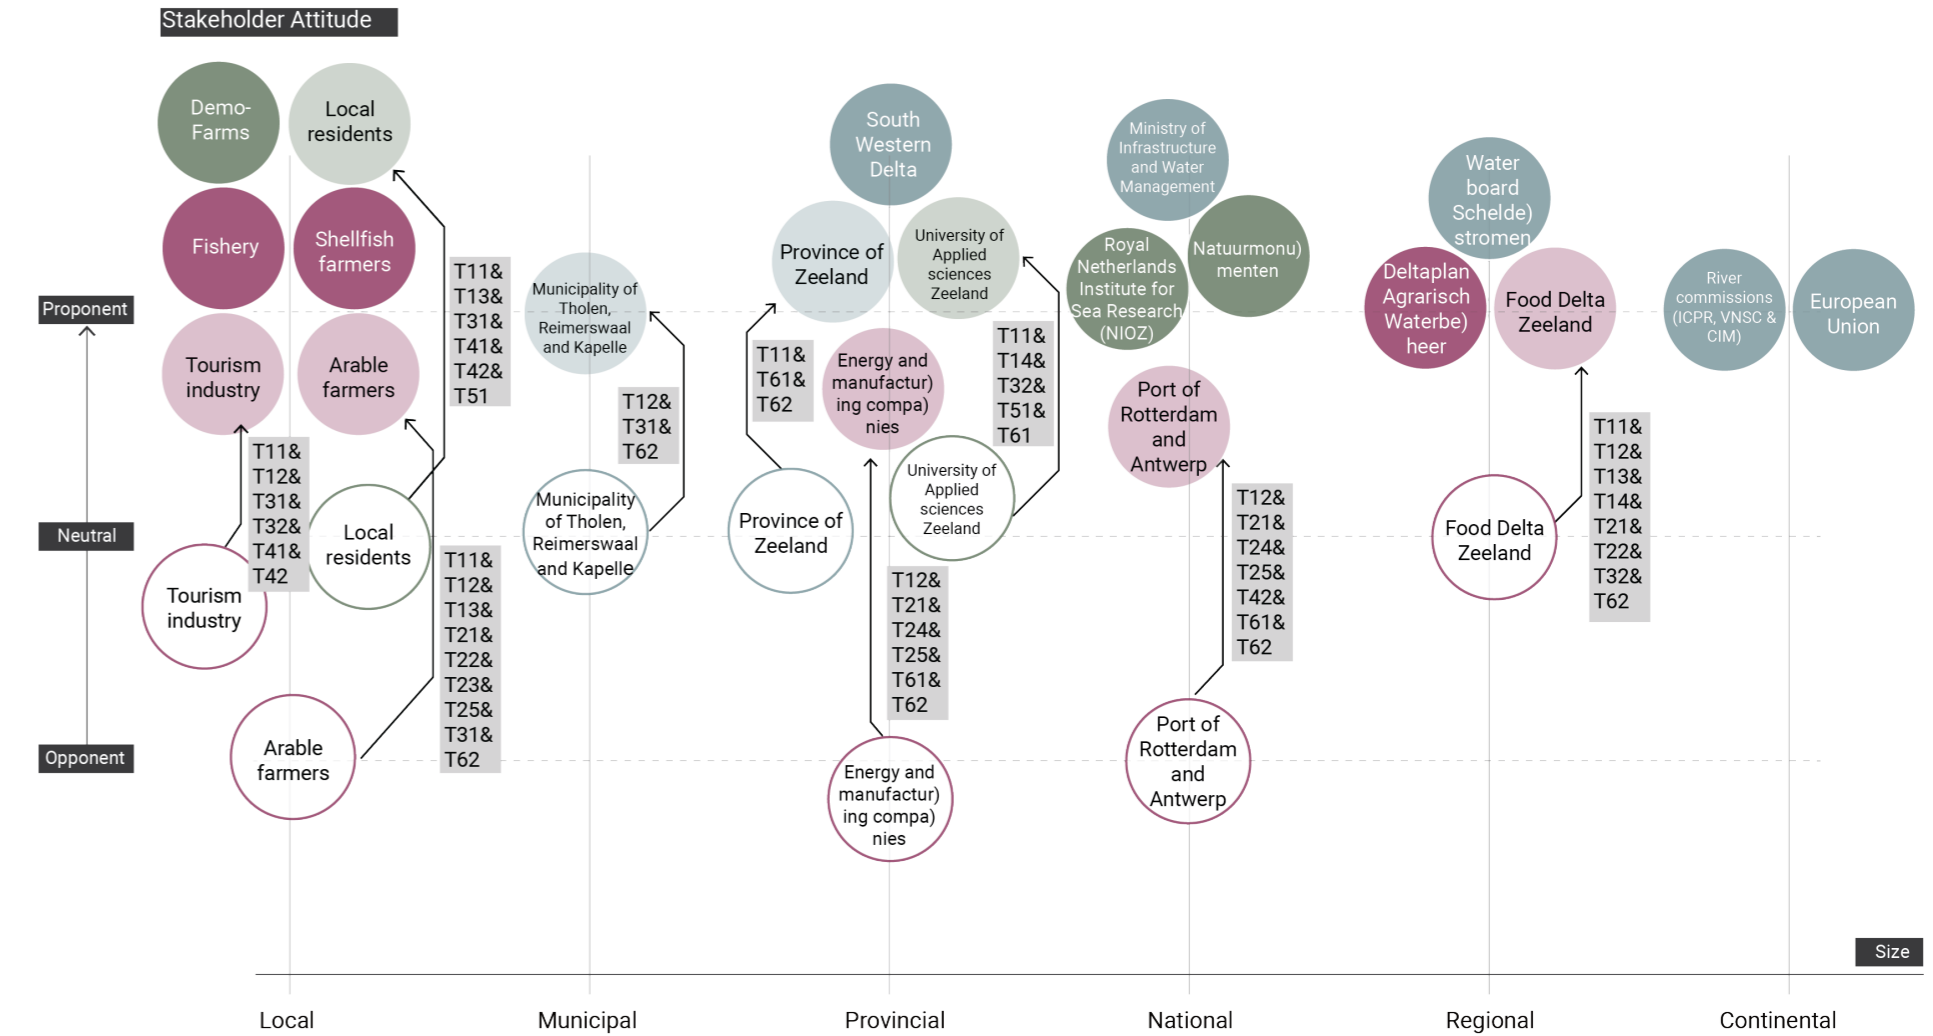 Stakeholder Attitude
Demo-
Farms
Local
residents
Fishery
Shellfish
farmers
Tourism
industry
Arable
farmers
T11&
T13&
T31&
T41&
T42&
T51
T11&
T12&
T31&
T32&
T41&
T42
Local
residents
Tourism
industry
T11&
T12&
T13&
T21&
T22&
T23&
T25&
T31&
T62
Arable
farmers
Proponent
Neutral
Opponent
Municipality of
Tholen,
Reimerswaal
and Kapelle
T12&
T31&
T62
Municipality
of Tholen,
Reimerswaal
and Kapelle
South
Western
Delta
Province of
Zeeland
University of
Applied
sciences
Zeeland
T11&
T61&
T62
Energy and
manufactur)
ing compa)
nies
T11&
T14&
T32&
T51&
T61
Province of
Zeeland
University of
Applied
sciences
Zeeland
T12&
T21&
T24&
T25&
T61&
T62
Energy and
manufactur)
ing compa)
nies
Ministry of
Infrastructure
and Water
Management
Royal
Netherlands
Institute for
Sea Research
(NIOZ)
Natuurmonu)
menten
Port of
Rotterdam
and
Antwerp
T12&
T21&
T24&
T25&
T42&
T61&
T62
Port of
Rotterdam
and
Antwerp
Water
board
Schelde)
stromen
Deltaplan
Agrarisch
Waterbe)
heer
Food Delta
Zeeland
T11&
T12&
T13&
T14&
T21&
T22&
T32&
T62
Food Delta
Zeeland
River
commissions
(ICPR, VNSC &
CIM)
European
Union
Size
Local
Municipal
Provincial
National
Regional
Continental